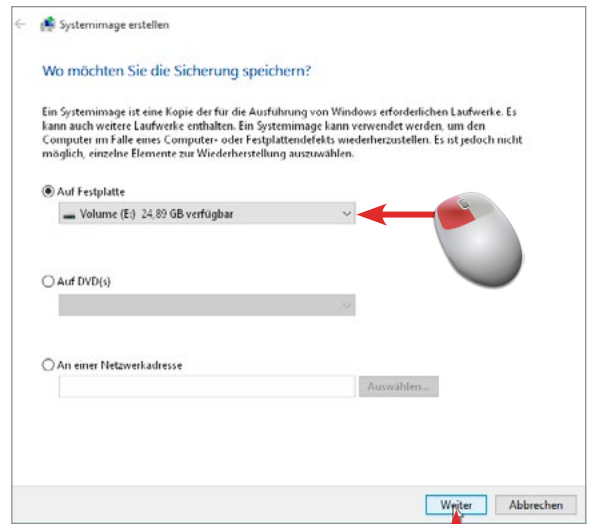 Systemimage erstellen
Wo möchten Sie die Sicherung speichern?
Ein Systemimage ist eine Kopie der für die Ausführung von Windows erforderlichen Laufwerke. Es
kann auch weitere Laufwerke enthalten. Ein Systemimage kann verwendet werden, um den
Computer im Falle eines Computer- oder Festplattendefekts wiederherzustellen. Es ist jedoch nicht
möglich, einzelne Elemente zur Wiederherstellung auszuwählen.
Auf Festplatte
Volume (E:) 24,89 GB verfügbar
Auf DVD(s)
An einer Netzwerkadresse
Auswählen...
Weiter Abbrechen